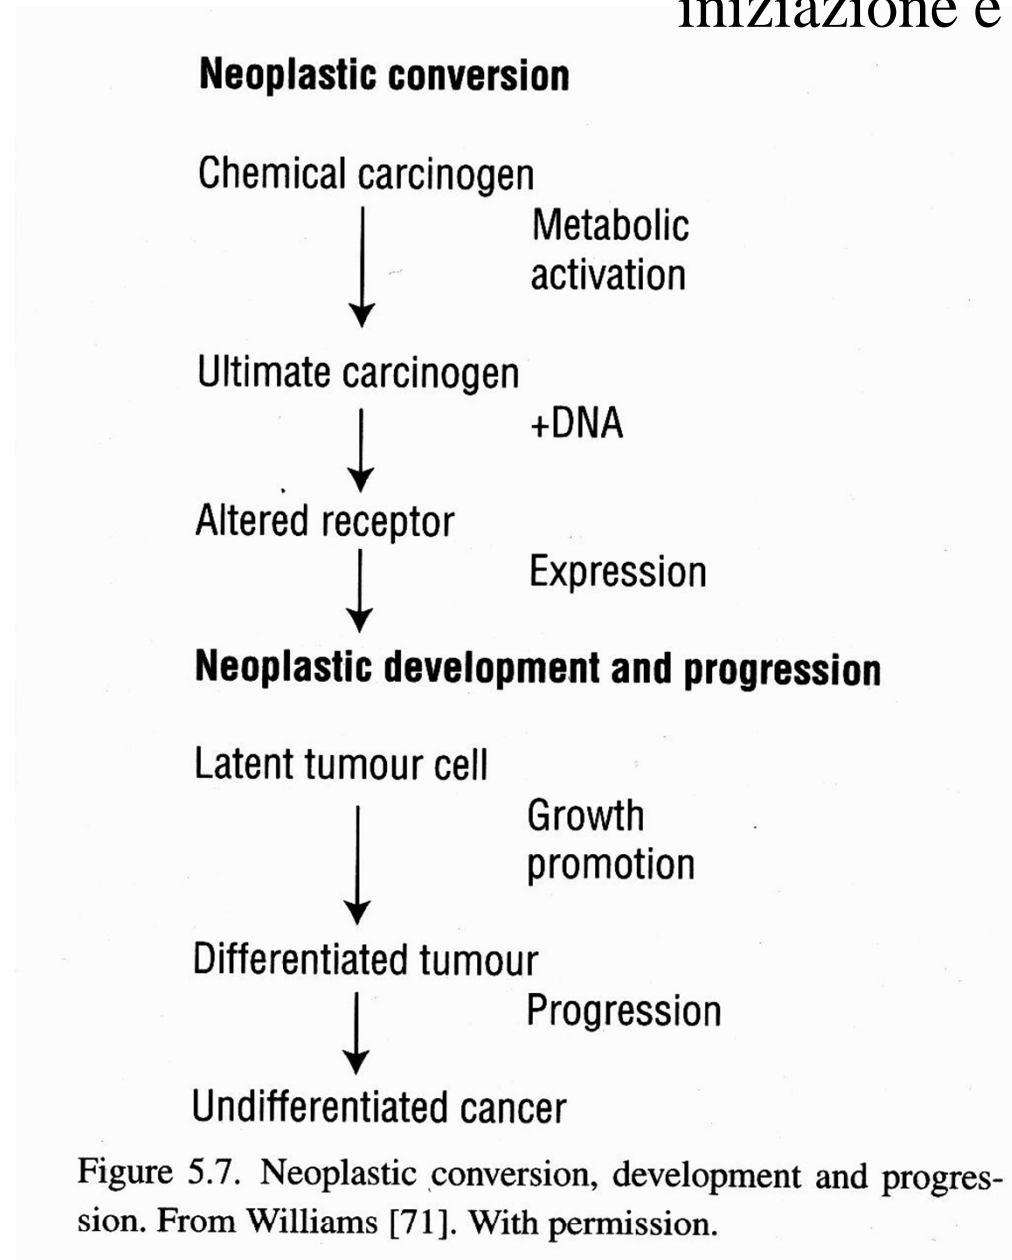 iniziazione e
Neoplastic conversion
Chemical carcinogen
Metabolic
activation
Ultimate carcinogen
+DNA
Altered receptor
Expression
Neoplastic development and progression
Latent tumour cell
Growth
promotion
Differentiated tumour
Progression
Undifferentiated cancer
Figure 5.7. Neoplastic conversion, development and progres-
sion. From Williams [71]. With permission.